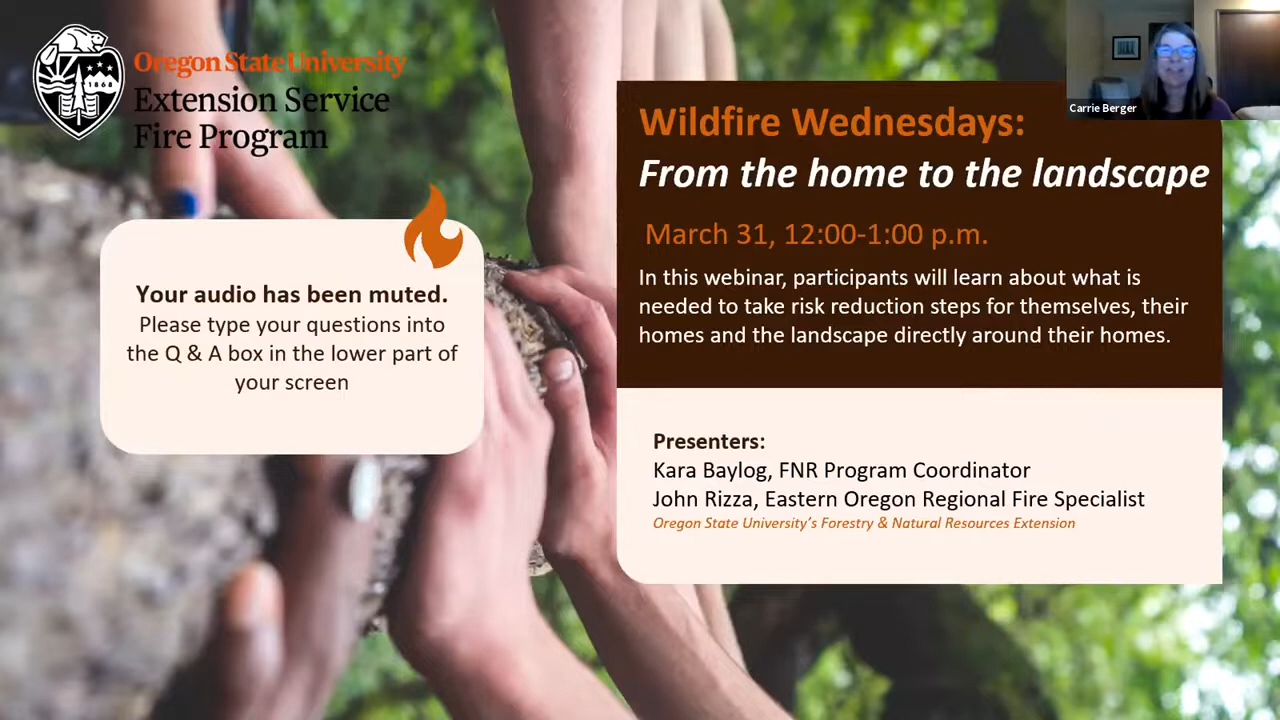 Oregon State University
Extension Service
Fire Program
1868
Your audio has been muted.
Please type your questions into
the Q & A box in the lower part of
your screen
Carrie Berger
Wildfire Wednesdays:
From the home to the landscape
March 31, 12:00-1:00 p.m.
In this webinar, participants will learn about what is
needed to take risk reduction steps for themselves, their
homes and the landscape directly around their homes.
Presenters:
Kara Baylog, FNR Program Coordinator
John Rizza, Eastern Oregon Regional Fire Specialist
Oregon State University's Forestry & Natural Resources Extension